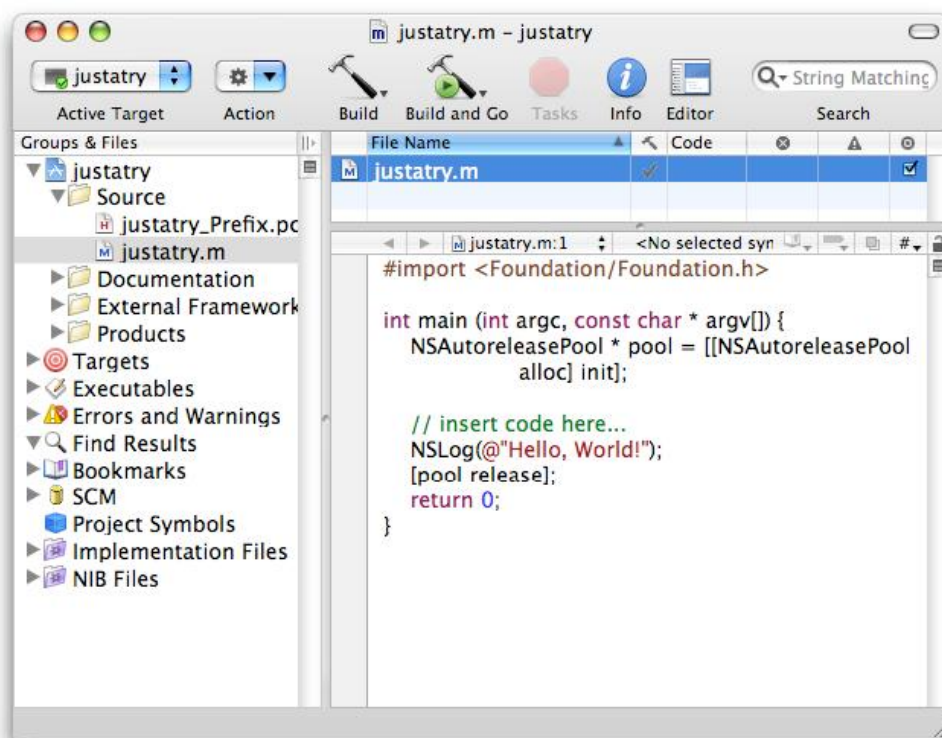 justatry.m – justatry
justatry
String Matching
Active Target Action Build Build and Go Tasks Info Editor Search
Groups & Files
justatry
Source
justatry_Prefix.pc
justatry.m
Documentation
External Framework
Products
Targets
Executables
Errors and Warnings
Find Results
Bookmarks
SCM
Project Symbols
Implementation Files
NIB Files
File Name Code
justatry.m
justatry.m:1 <No selected syn #
#import <Foundation/Foundation.h>
int main (int argc, const char * argv[]) {
NSAutoreleasePool * pool = [[NSAutoreleasePool
alloc] init];
// insert code here...
NSLog(@"Hello, World!");
[pool release];
return 0;
}